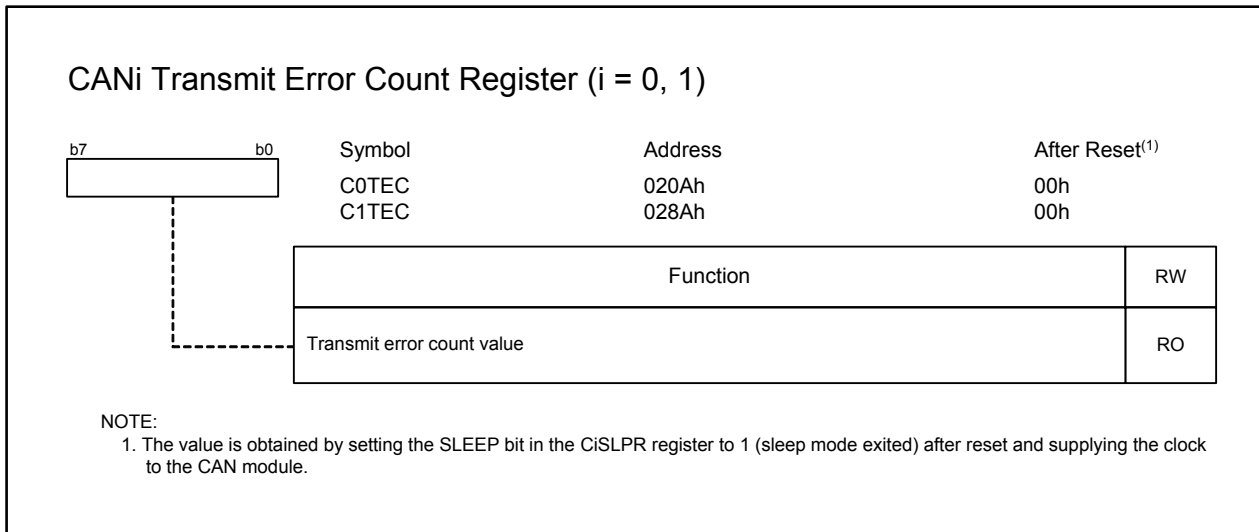 CANi Transmit Error Count Register (i = 0, 1)
b7 b0 Symbol Address After Reset(1)
C0TEC 020Ah 00h
C1TEC 028Ah 00h
Function RW
Transmit error count value RO
NOTE:
1. The value is obtained by setting the SLEEP bit in the CiSLPR register to 1 (sleep mode exited) after reset and supplying the clock
to the CAN module.